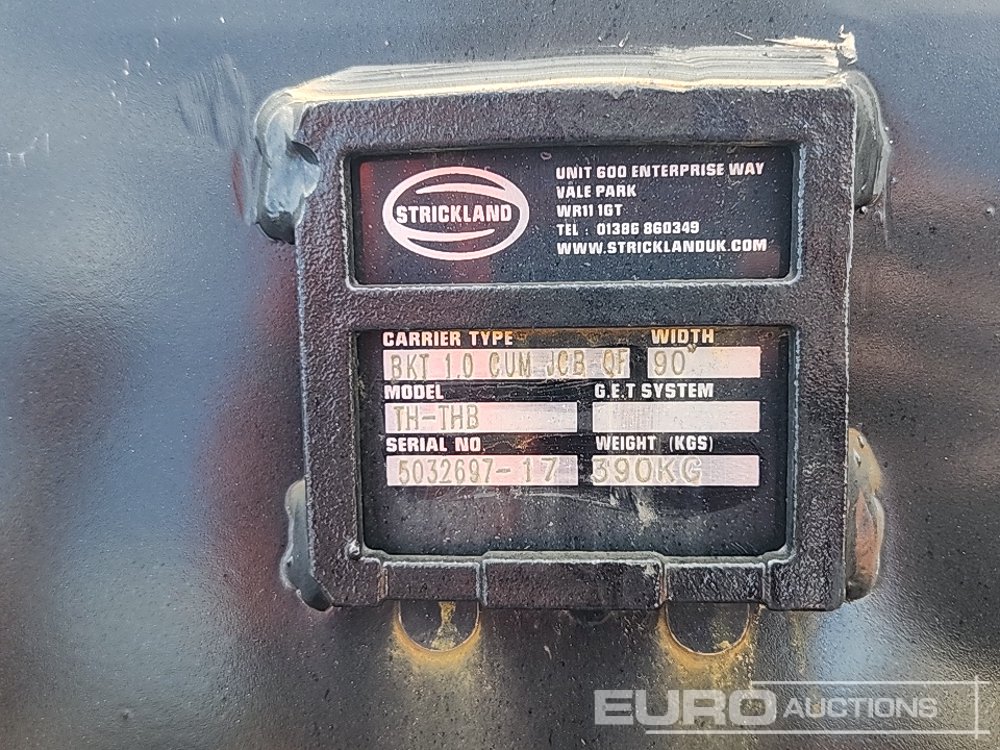 STRICKLAND
UNIT 600 ENTERPRISE WAY
VALE PARK
WR11 1GT
TEL : 01386 860349
WWW.STRICKLANDUK.COM
CARRIER TYPE WIDTH
BKT 1.0 CUM JCB QF 90"
MODEL G.E.T SYSTEM
TH-THB
SERIAL NO WEIGHT (KGS)
5032697-17 390KG
EURO AUCTIONS